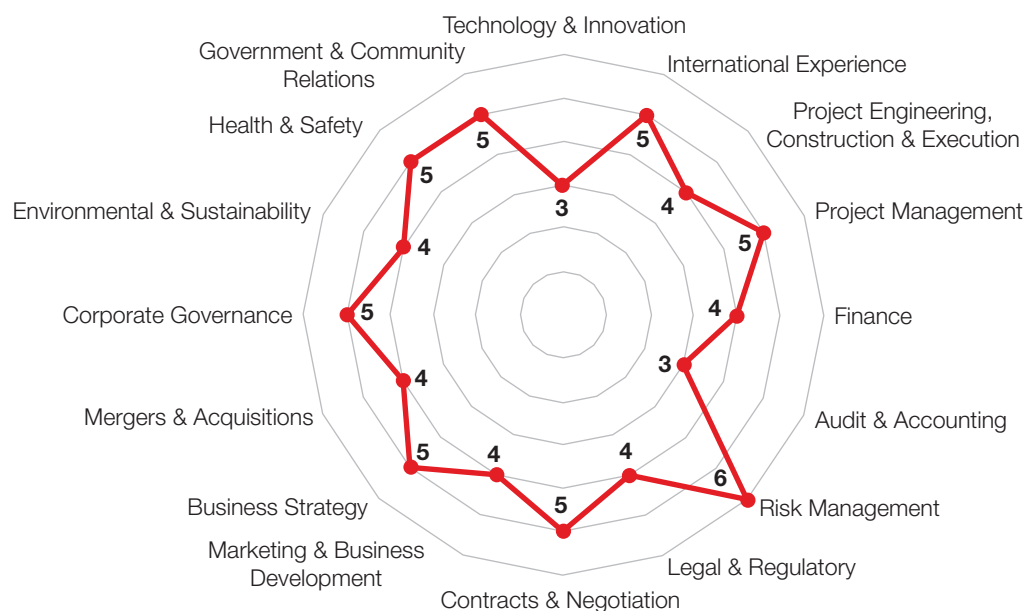 Technology & Innovation
International Experience
Project Engineering,
Construction & Execution
Project Management
Finance
Audit & Accounting
Risk Management
Legal & Regulatory
Contracts & Negotiation
Marketing & Business
Development
Business Strategy
Mergers & Acquisitions
Corporate Governance
Environmental & Sustainability
Health & Safety
Government & Community
Relations
3
5
4
5
4
3
6
4
5
4
5
4
5
4
5
5